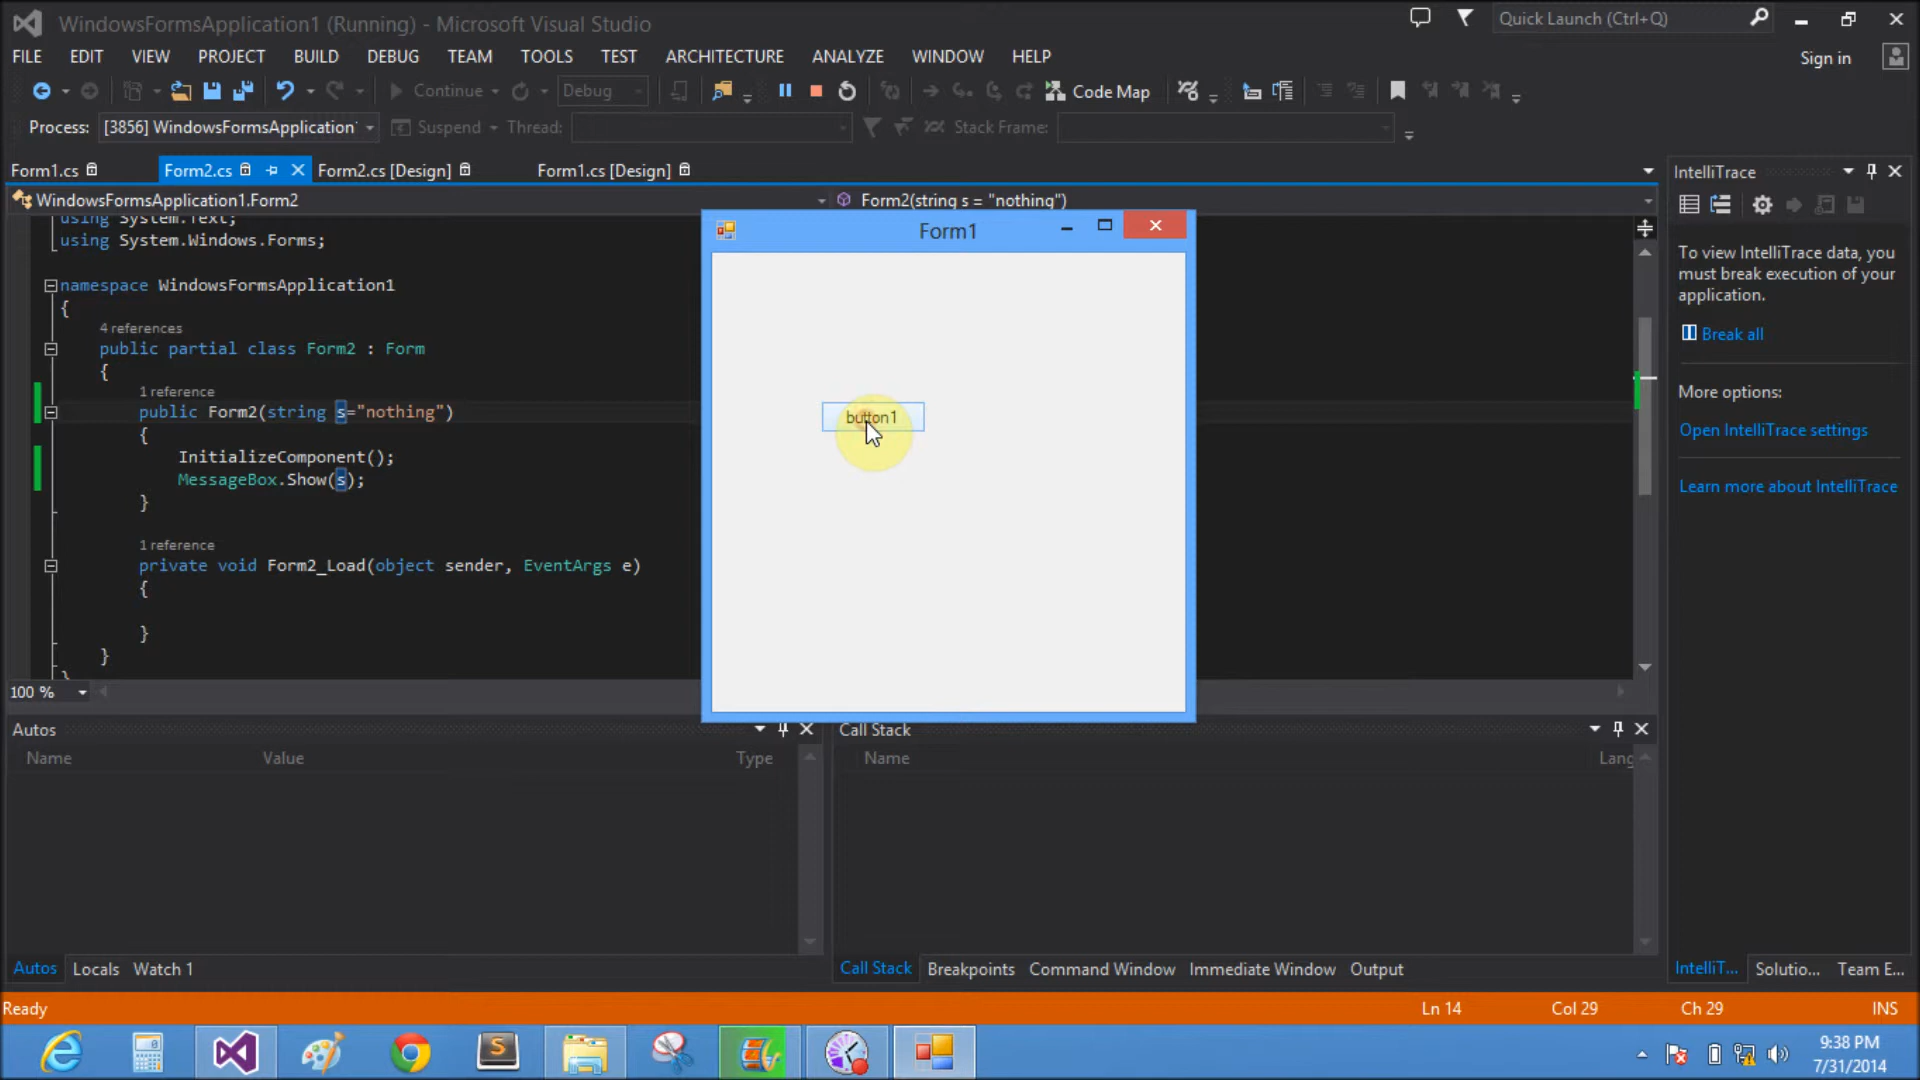 WindowsFormsApplication1 (Running) - Microsoft Visual Studio
Quick Launch (Ctrl+Q)
FILE EDIT VIEW PROJECT BUILD DEBUG TEAM TOOLS TEST ARCHITECTURE ANALYZE WINDOW HELP
Sign in
Continue Debug Code Map
Process: [3856] WindowsFormsApplication1 Suspend Thread: Stack Frame:
Form1.cs Form2.cs Form2.cs [Design] Form1.cs [Design]
IntelliTrace
WindowsFormsApplication1.Form2 Form2(string s = "nothing")
using System.Text;
using System.Windows.Forms;
namespace WindowsFormsApplication1
{
4 references
public partial class Form2 : Form
{
1 reference
public Form2(string s="nothing")
{
InitializeComponent();
MessageBox.Show(s);
}
1 reference
private void Form2_Load(object sender, EventArgs e)
{
}
}
}
100 %
Form1
button1
To view IntelliTrace data, you
must break execution of your
application.
Break all
More options:
Open IntelliTrace settings
Learn more about IntelliTrace
Autos
Name Value Type
Call Stack
Name Lang
Autos Locals Watch 1
Call Stack Breakpoints Command Window Immediate Window Output
IntelliT... Solutio... Team E...
Ready Ln 14 Col 29 Ch 29 INS
S
9:38 PM
7/31/2014